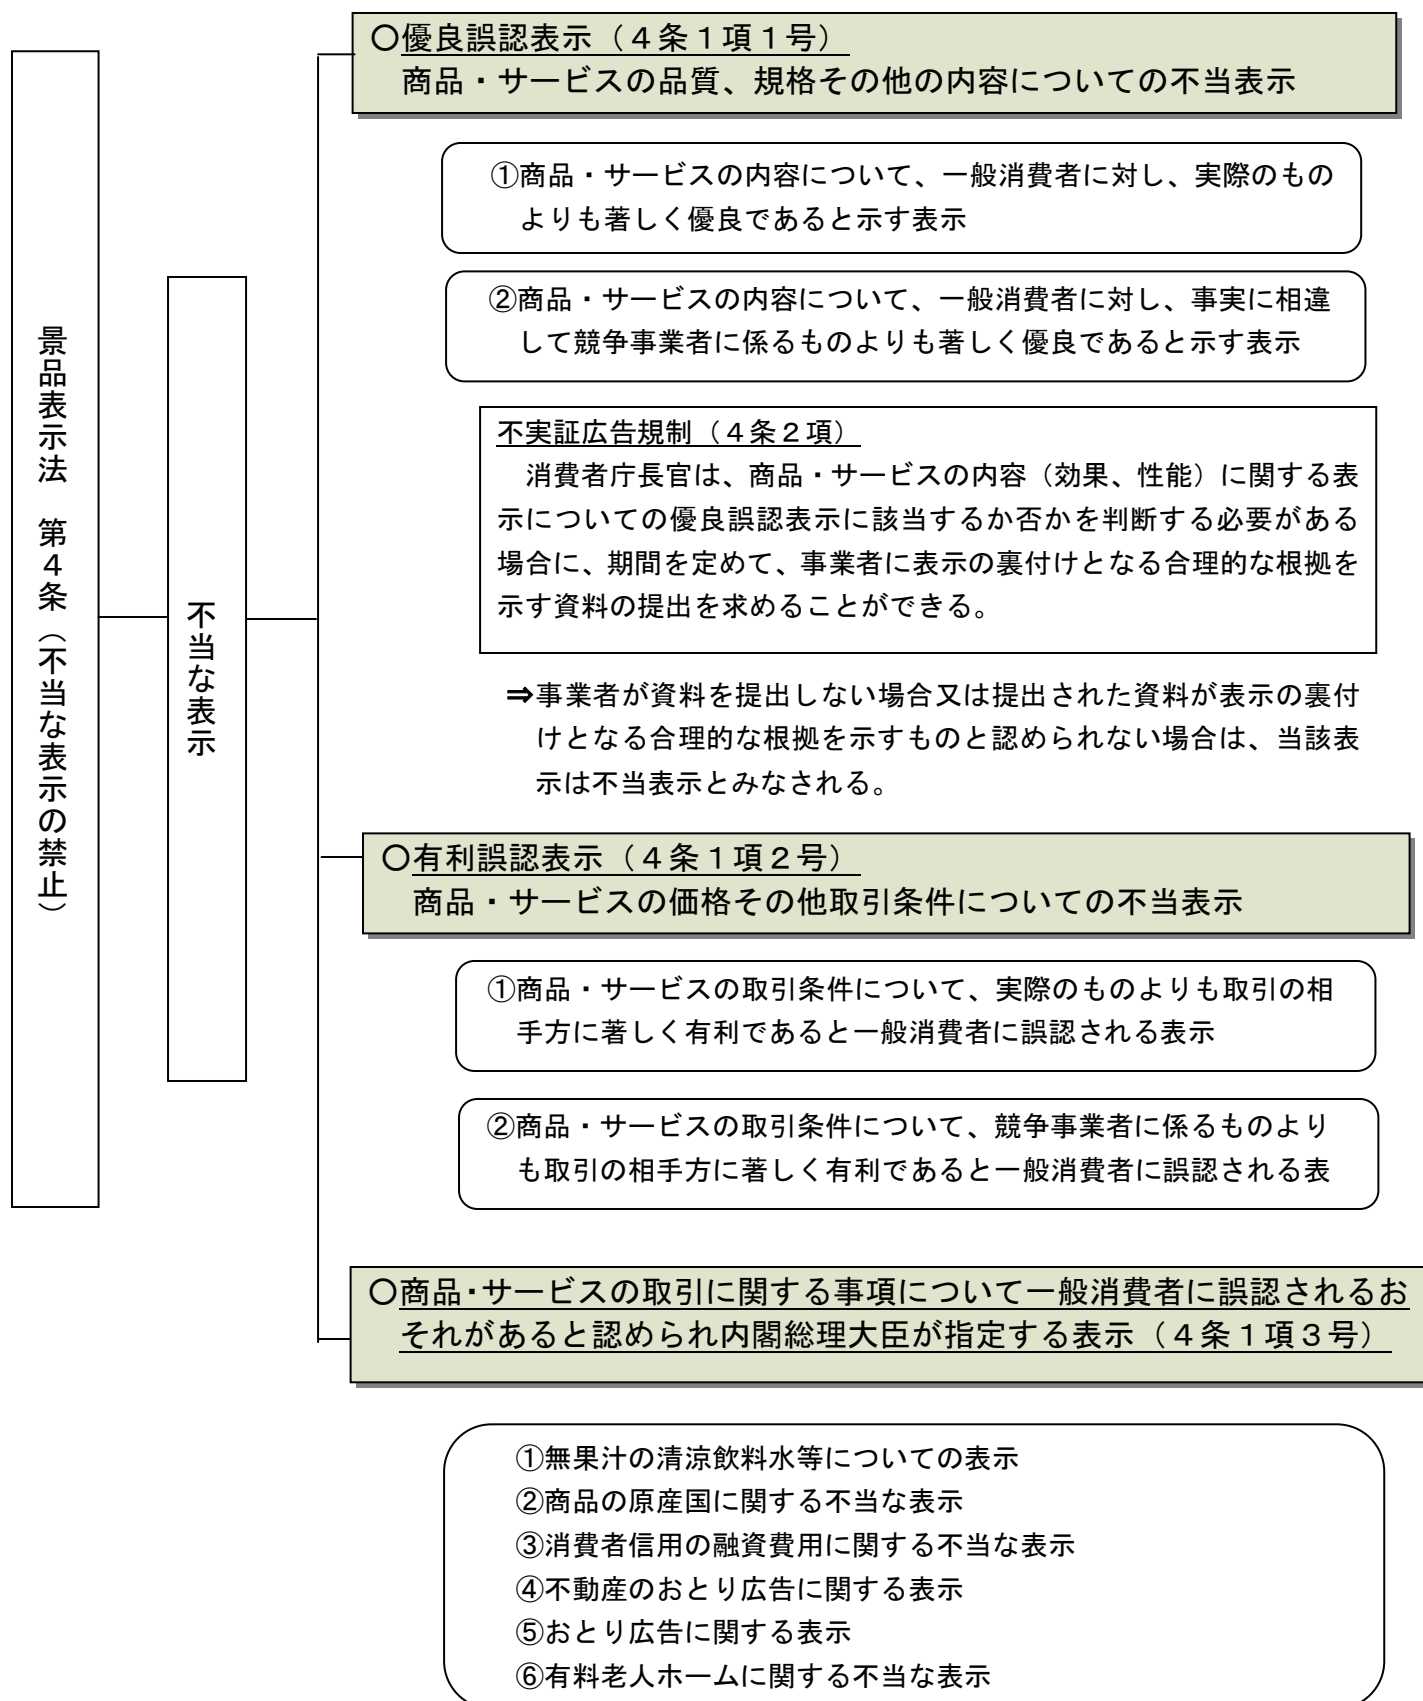 景品表示法　第４条（不当な表示の禁止）
不当な表示
○優良誤認表示（４条１項１号）
商品・サービスの品質、規格その他の内容についての不当表示
①商品・サービスの内容について、一般消費者に対し、実際のもの
よりも著しく優良であると示す表示
②商品・サービスの内容について、一般消費者に対し、事実に相違
して競争事業者に係るものよりも著しく優良であると示す表示
不実証広告規制（４条２項）
消費者庁長官は、商品・サービスの内容（効果、性能）に関する表
示についての優良誤認表示に該当するか否かを判断する必要がある
場合に、期間を定めて、事業者に表示の裏付けとなる合理的な根拠を
示す資料の提出を求めることができる。
⇒事業者が資料を提出しない場合又は提出された資料が表示の裏付
けとなる合理的な根拠を示すものと認められない場合は、当該表
示は不当表示とみなされる。
○有利誤認表示（４条１項２号）
商品・サービスの価格その他取引条件についての不当表示
①商品・サービスの取引条件について、実際のものよりも取引の相
手方に著しく有利であると一般消費者に誤認される表示
②商品・サービスの取引条件について、競争事業者に係るものより
も取引の相手方に著しく有利であると一般消費者に誤認される表
○商品・サービスの取引に関する事項について一般消費者に誤認されるお
それがあると認められ内閣総理大臣が指定する表示（４条１項３号）
①無果汁の清涼飲料水等についての表示
②商品の原産国に関する不当な表示
③消費者信用の融資費用に関する不当な表示
④不動産のおとり広告に関する表示
⑤おとり広告に関する表示
⑥有料老人ホームに関する不当な表示